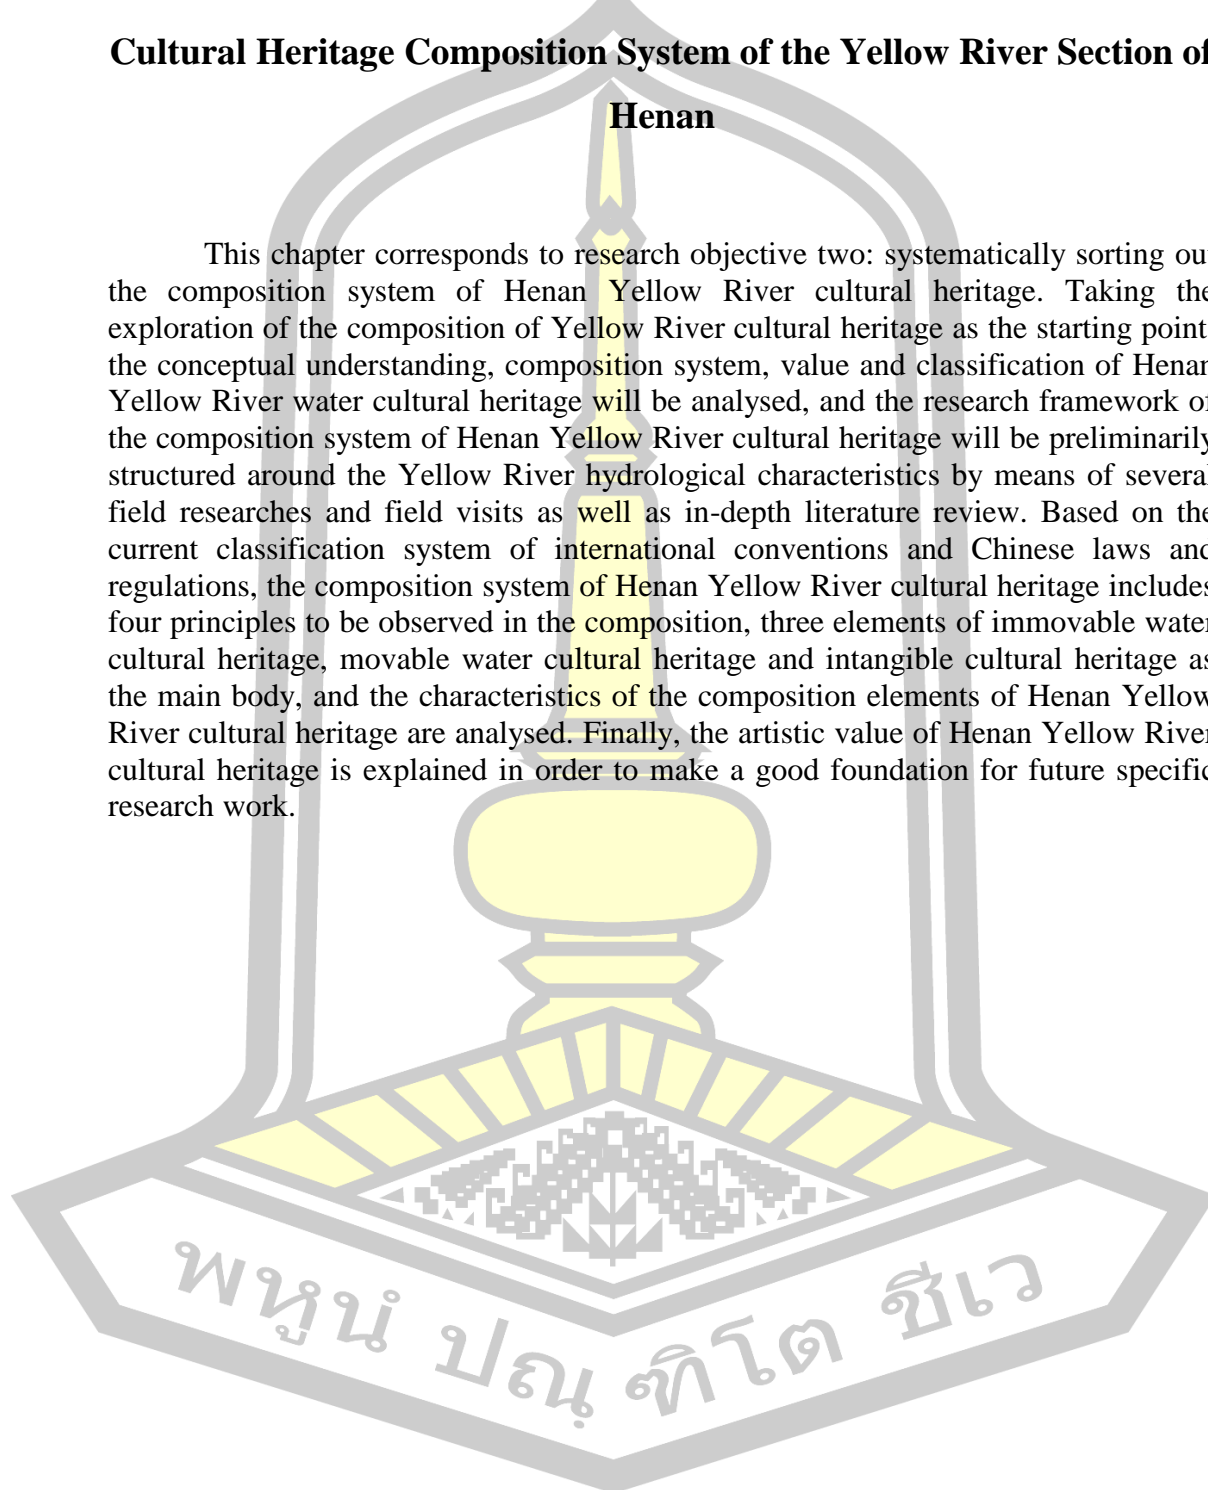 Cultural Heritage Composition System of the Yellow River Section of
Henan
This chapter corresponds to research objective two: systematically sorting out
the composition system of Henan Yellow River cultural heritage. Taking the
exploration of the composition of Yellow River cultural heritage as the starting point,
the conceptual understanding, composition system, value and classification of Henan
Yellow River water cultural heritage will be analysed, and the research framework of
the composition system of Henan Yellow River cultural heritage will be preliminarily
structured around the Yellow River hydrological characteristics by means of several
field researches and field visits as well as in-depth literature review. Based on the
current classification system of international conventions and Chinese laws and
regulations, the composition system of Henan Yellow River cultural heritage includes
four principles to be observed in the composition, three elements of immovable water
cultural heritage, movable water cultural heritage and intangible cultural heritage as
the main body, and the characteristics of the composition elements of Henan Yellow
River cultural heritage are analysed. Finally, the artistic value of Henan Yellow River
cultural heritage is explained in order to make a good foundation for future specific
research work.
พหูนํ ปณฺฑิโต ชีเว